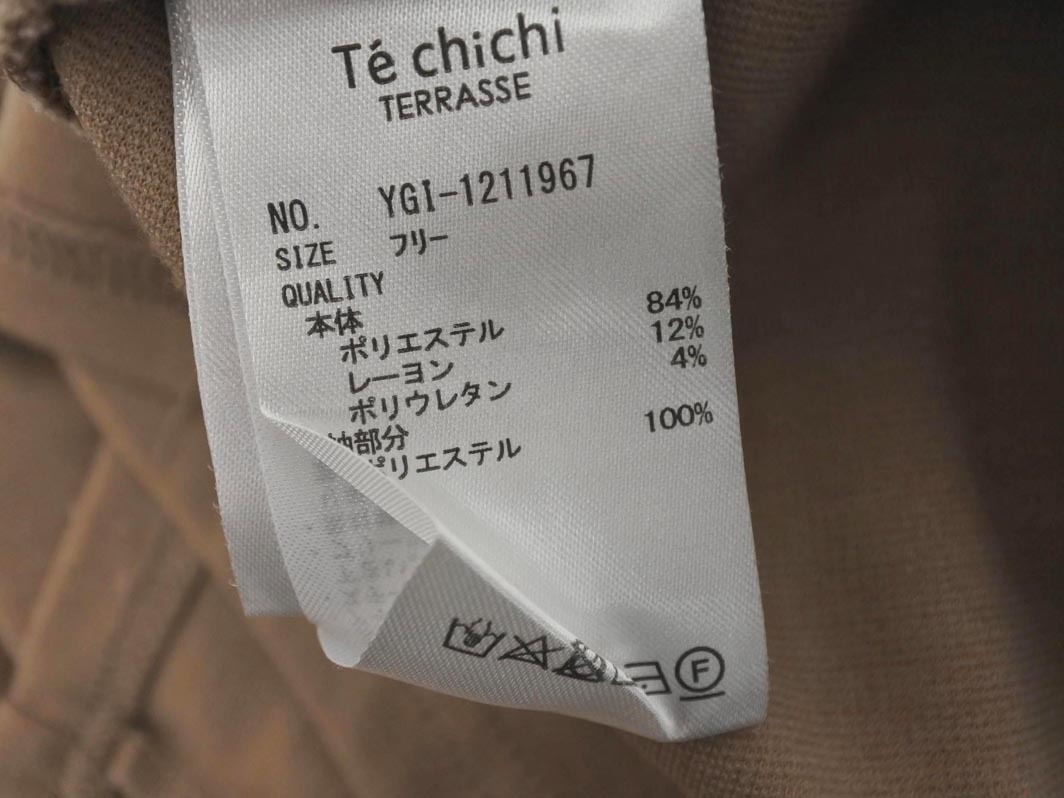 Té chichi
TERRASSE
NO. YGI-1211967
SIZE フリー
QUALITY
本体
ポリエステル 84%
レーヨン 12%
ポリウレタン 4%
部分
ポリエステル 100%
F